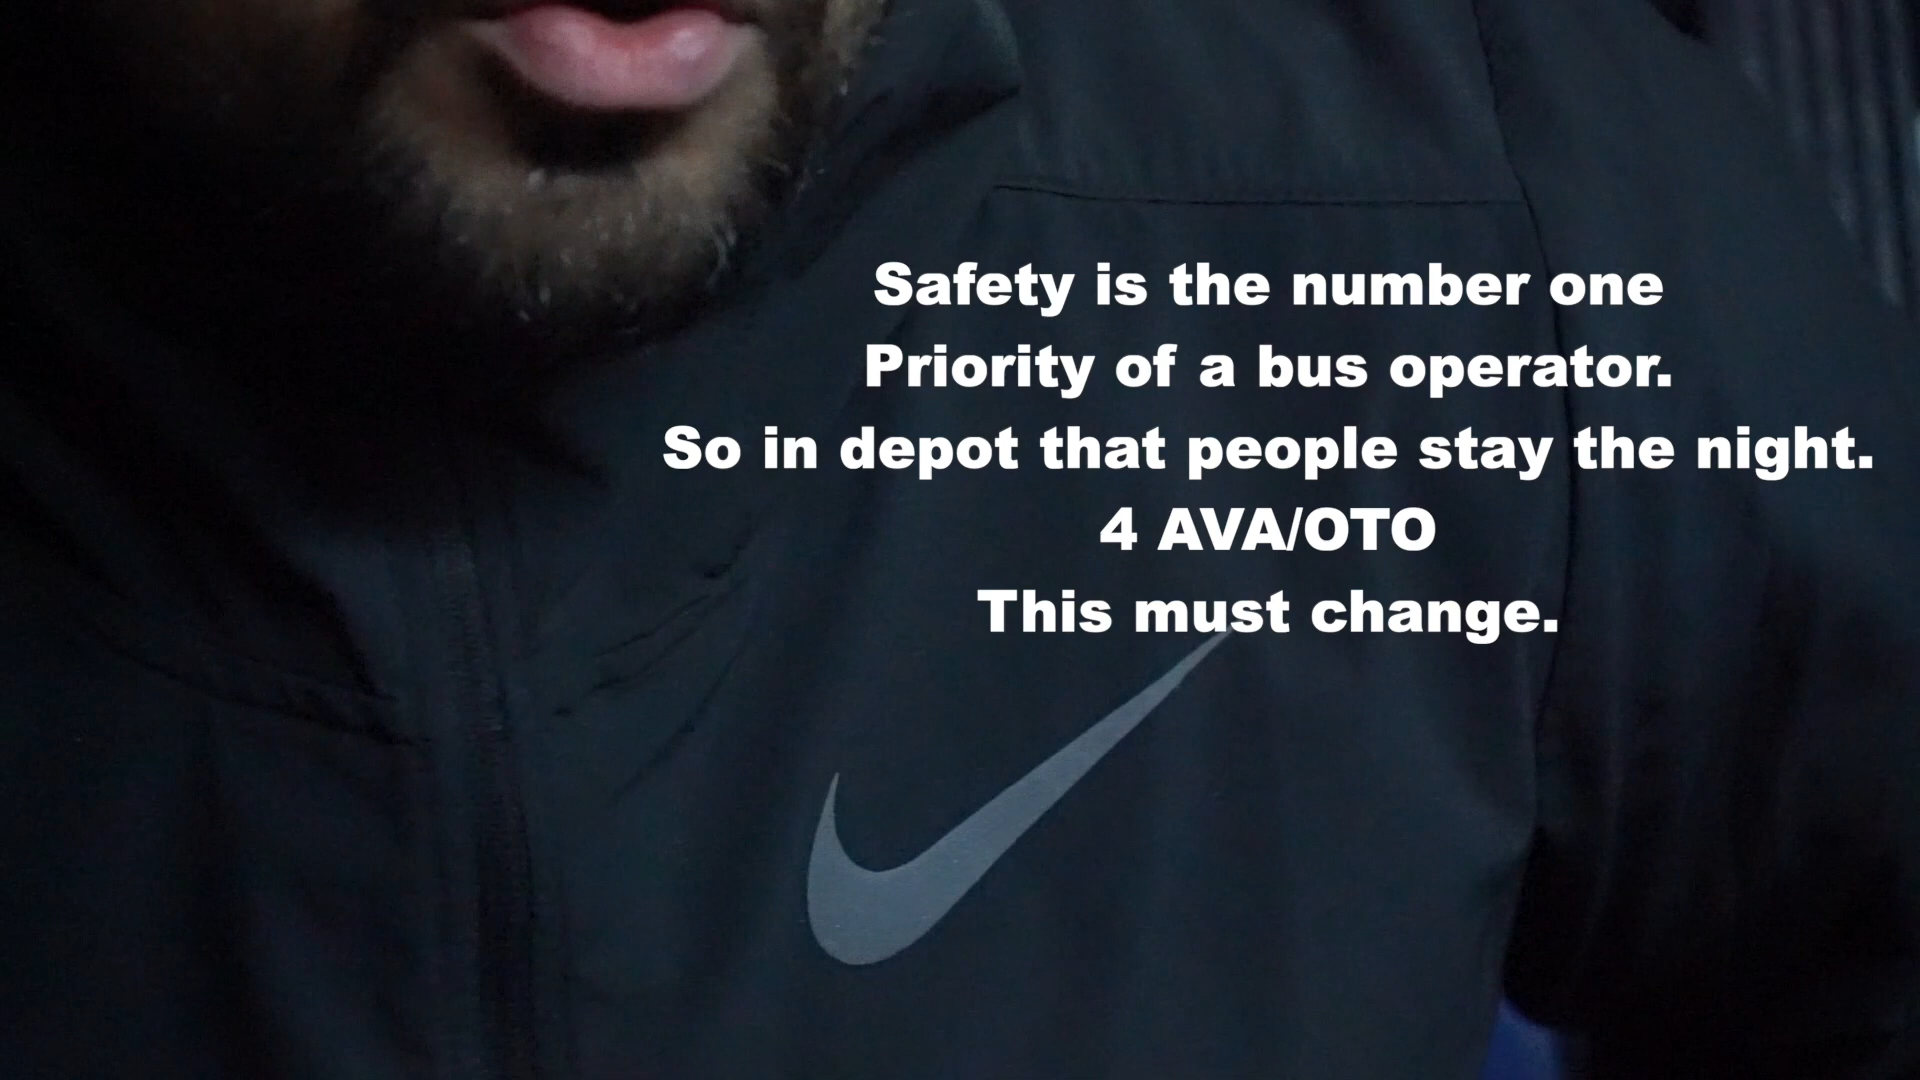 Safety is the number one
Priority of a bus operator.
So in depot that people stay the night.
4 AVA/OTO
This must change.